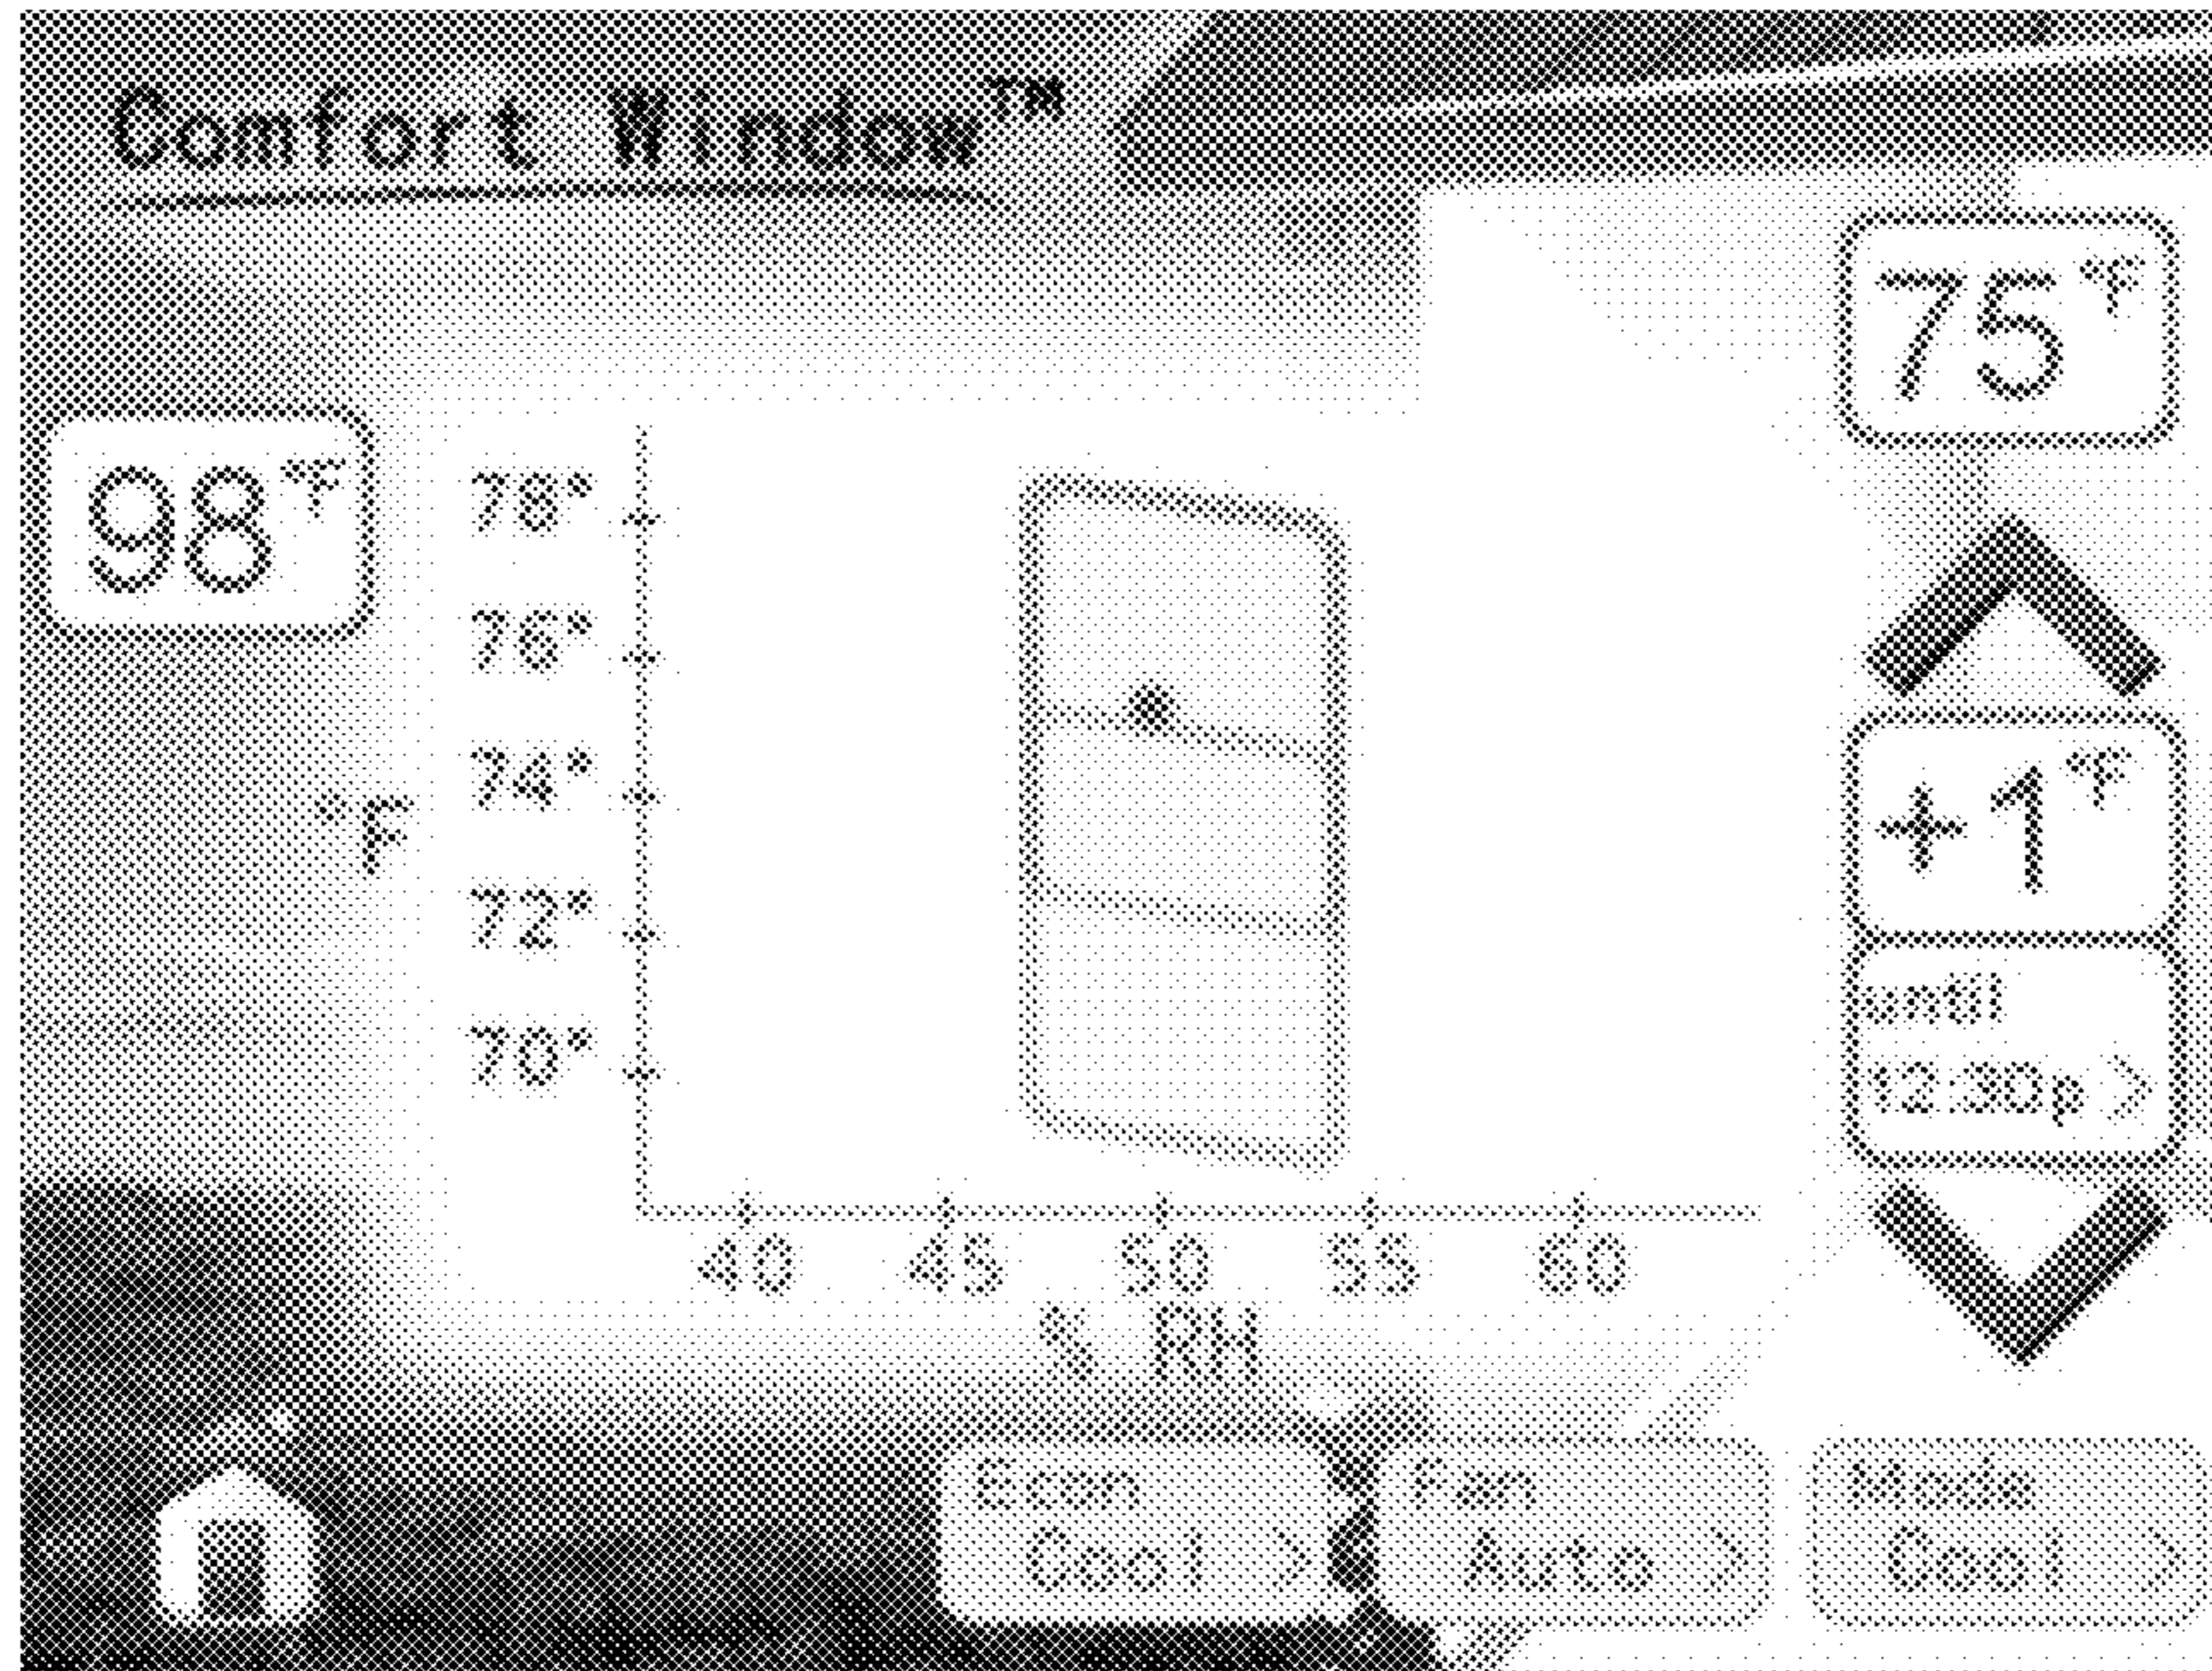 Comfort Window™
75°F
98°F
78°
76°
74°
72°
70°
°F
+1°F
until
12:30p >
40 45 50 55 60
% RH
Econ
Cool >
Fan
Auto >
Mode
Cool >